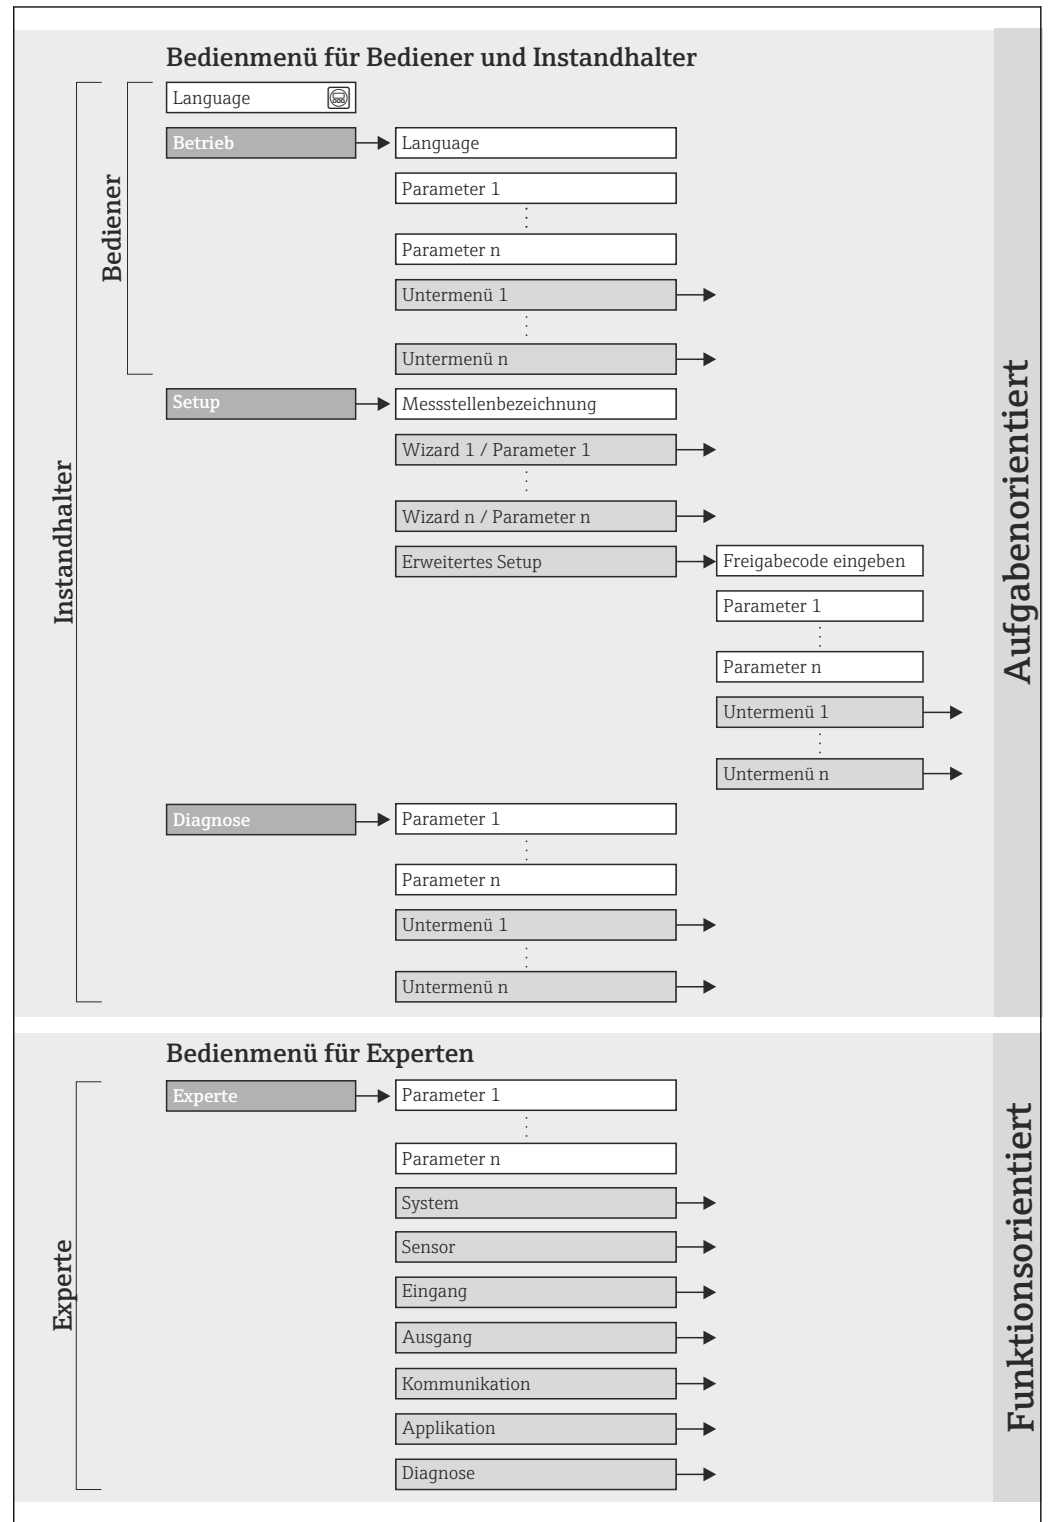 Bedienmenü für Bediener und Instandhalter
Language
Betrieb
Language
Parameter 1
Parameter n
Untermenü 1
Untermenü n
Setup
Messstellenbezeichnung
Wizard 1 / Parameter 1
Wizard n / Parameter n
Erweitertes Setup
Freigabecode eingeben
Parameter 1
Parameter n
Untermenü 1
Untermenü n
Diagnose
Parameter 1
Parameter n
Untermenü 1
Untermenü n
Bediener
Instandhalter
Aufgabenorientiert
Bedienmenü für Experten
Experte
Parameter 1
Parameter n
System
Sensor
Eingang
Ausgang
Kommunikation
Applikation
Diagnose
Experte
Funktionsorientiert